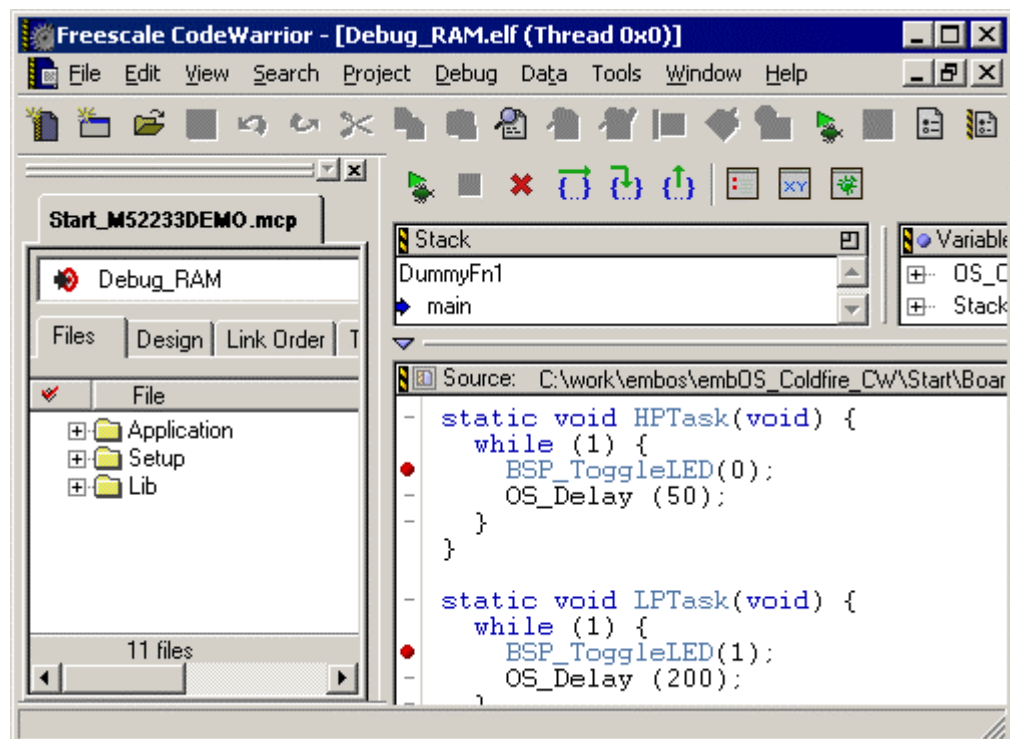 Freescale CodeWarrior - [Debug_RAM.elf (Thread 0x0)]
File Edit View Search Project Debug Data Tools Window Help
Start_M52233DEMO.mcp
Debug_RAM
Files Design Link Order T
File
Application
Setup
Lib
11 files
XY
Stack
DummyFn1
main
Variable
OS_C
Stack
Source: C:\work\embos\embOS_Coldfire_CW\Start\Boar
static void HPTask(void) {
while (1) {
BSP_ToggleLED(0);
OS_Delay (50);
}
}
static void LPTask(void) {
while (1) {
BSP_ToggleLED(1);
OS_Delay (200);
}